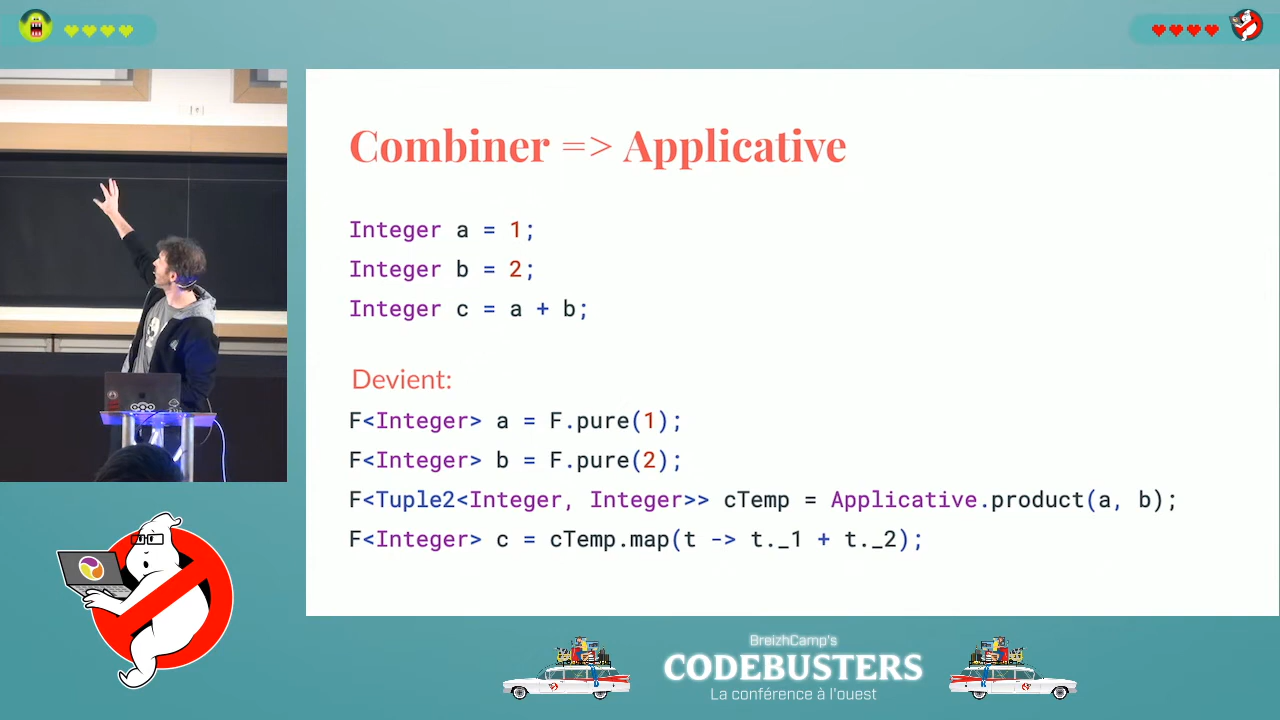 Combiner => Applicative
Integer a = 1;
Integer b = 2;
Integer c = a + b;
Devient:
F<Integer> a = F.pure(1);
F<Integer> b = F.pure(2);
F<Tuple2<Integer, Integer>> cTemp = Applicative.product(a, b);
F<Integer> c = cTemp.map(t -> t._1 + t._2);
BreizhCamp's
CODEBUSTERS
La conférence à l'ouest